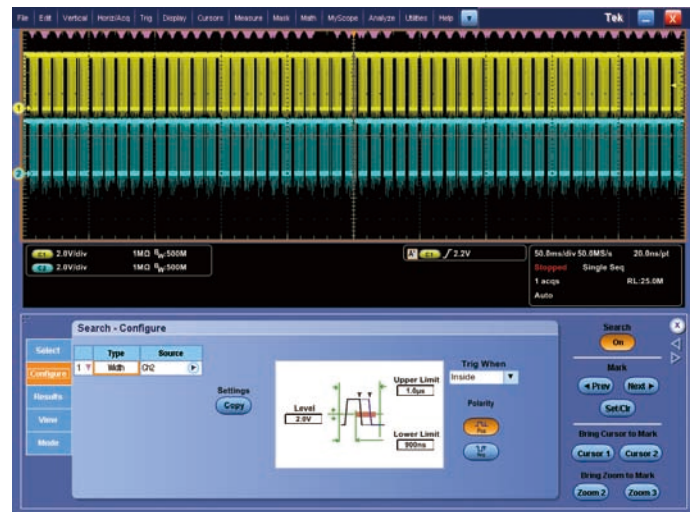 File Edit Vertical Horiz/Acq Trig Display Cursors Measure Mask Math MyScope Analyze Utilities Help Tek X
1
2
C1 2.0V/div 1MΩ BW:500M
C2 2.0V/div 1MΩ BW:500M
A' C1 2.2V
50.0ms/div 50.0MS/s 20.0ns/pt
Stopped Single Seq
1 acqs RL:25.0M
Auto
Search - Configure
Select
Configure
Results
View
Mode
Type Source
1 Width Ch2
Settings
Copy
Level
2.0V
Upper Limit
1.0µs
Lower Limit
900ns
Trig When
Inside
Polarity
Pos
Neg
Search X
On
Mark
Prev Next
Set/Clr
Bring Cursor to Mark
Cursor 1 Cursor 2
Bring Zoom to Mark
Zoom 2 Zoom 3